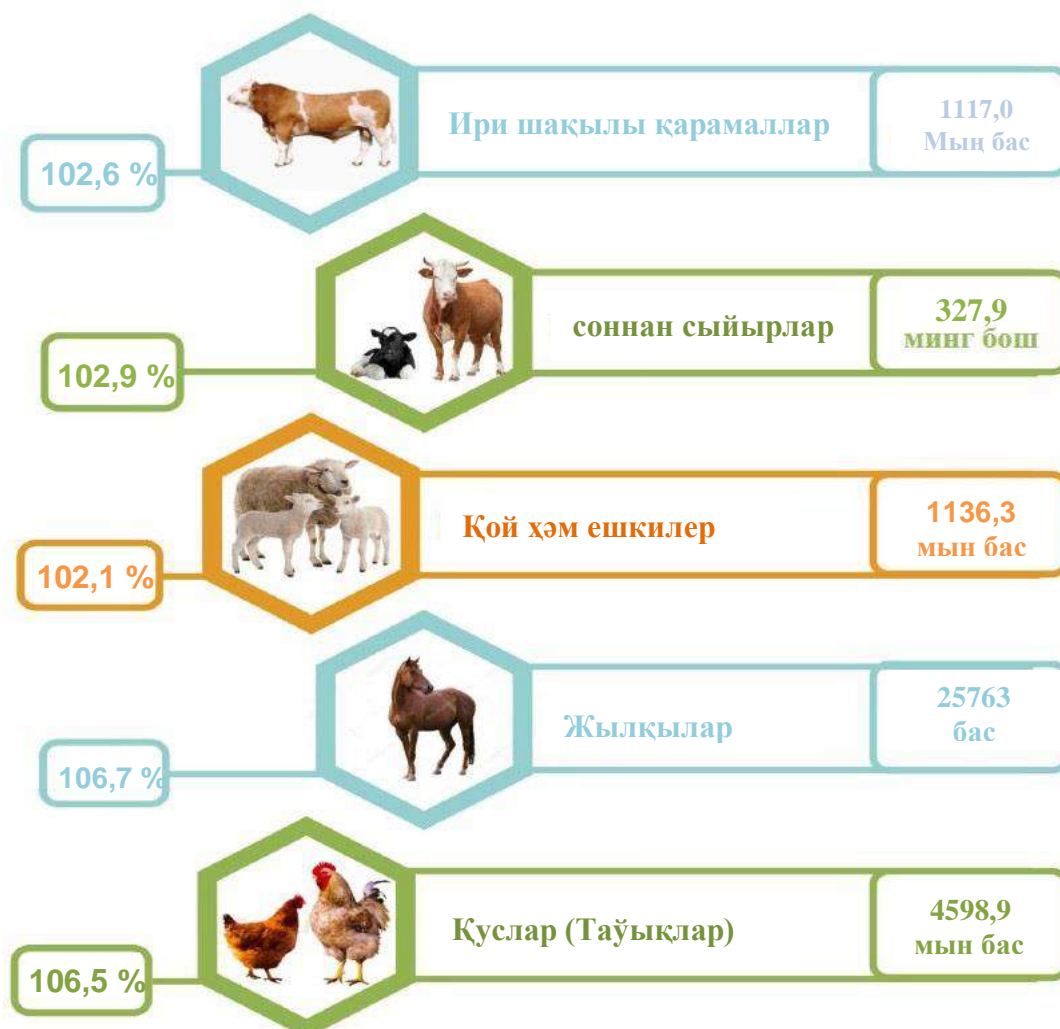 Ири шақылы қарамаллар
1117,0
Мың бас
102,6 %
соннан сыйырлар
327,9
минг бош
102,9 %
Қой ҳәм ешкилер
1136,3
мын бас
102,1 %
Жылқылар
25763
бас
106,7 %
Қуслар (Таўықлар)
4598,9
мын бас
106,5 %